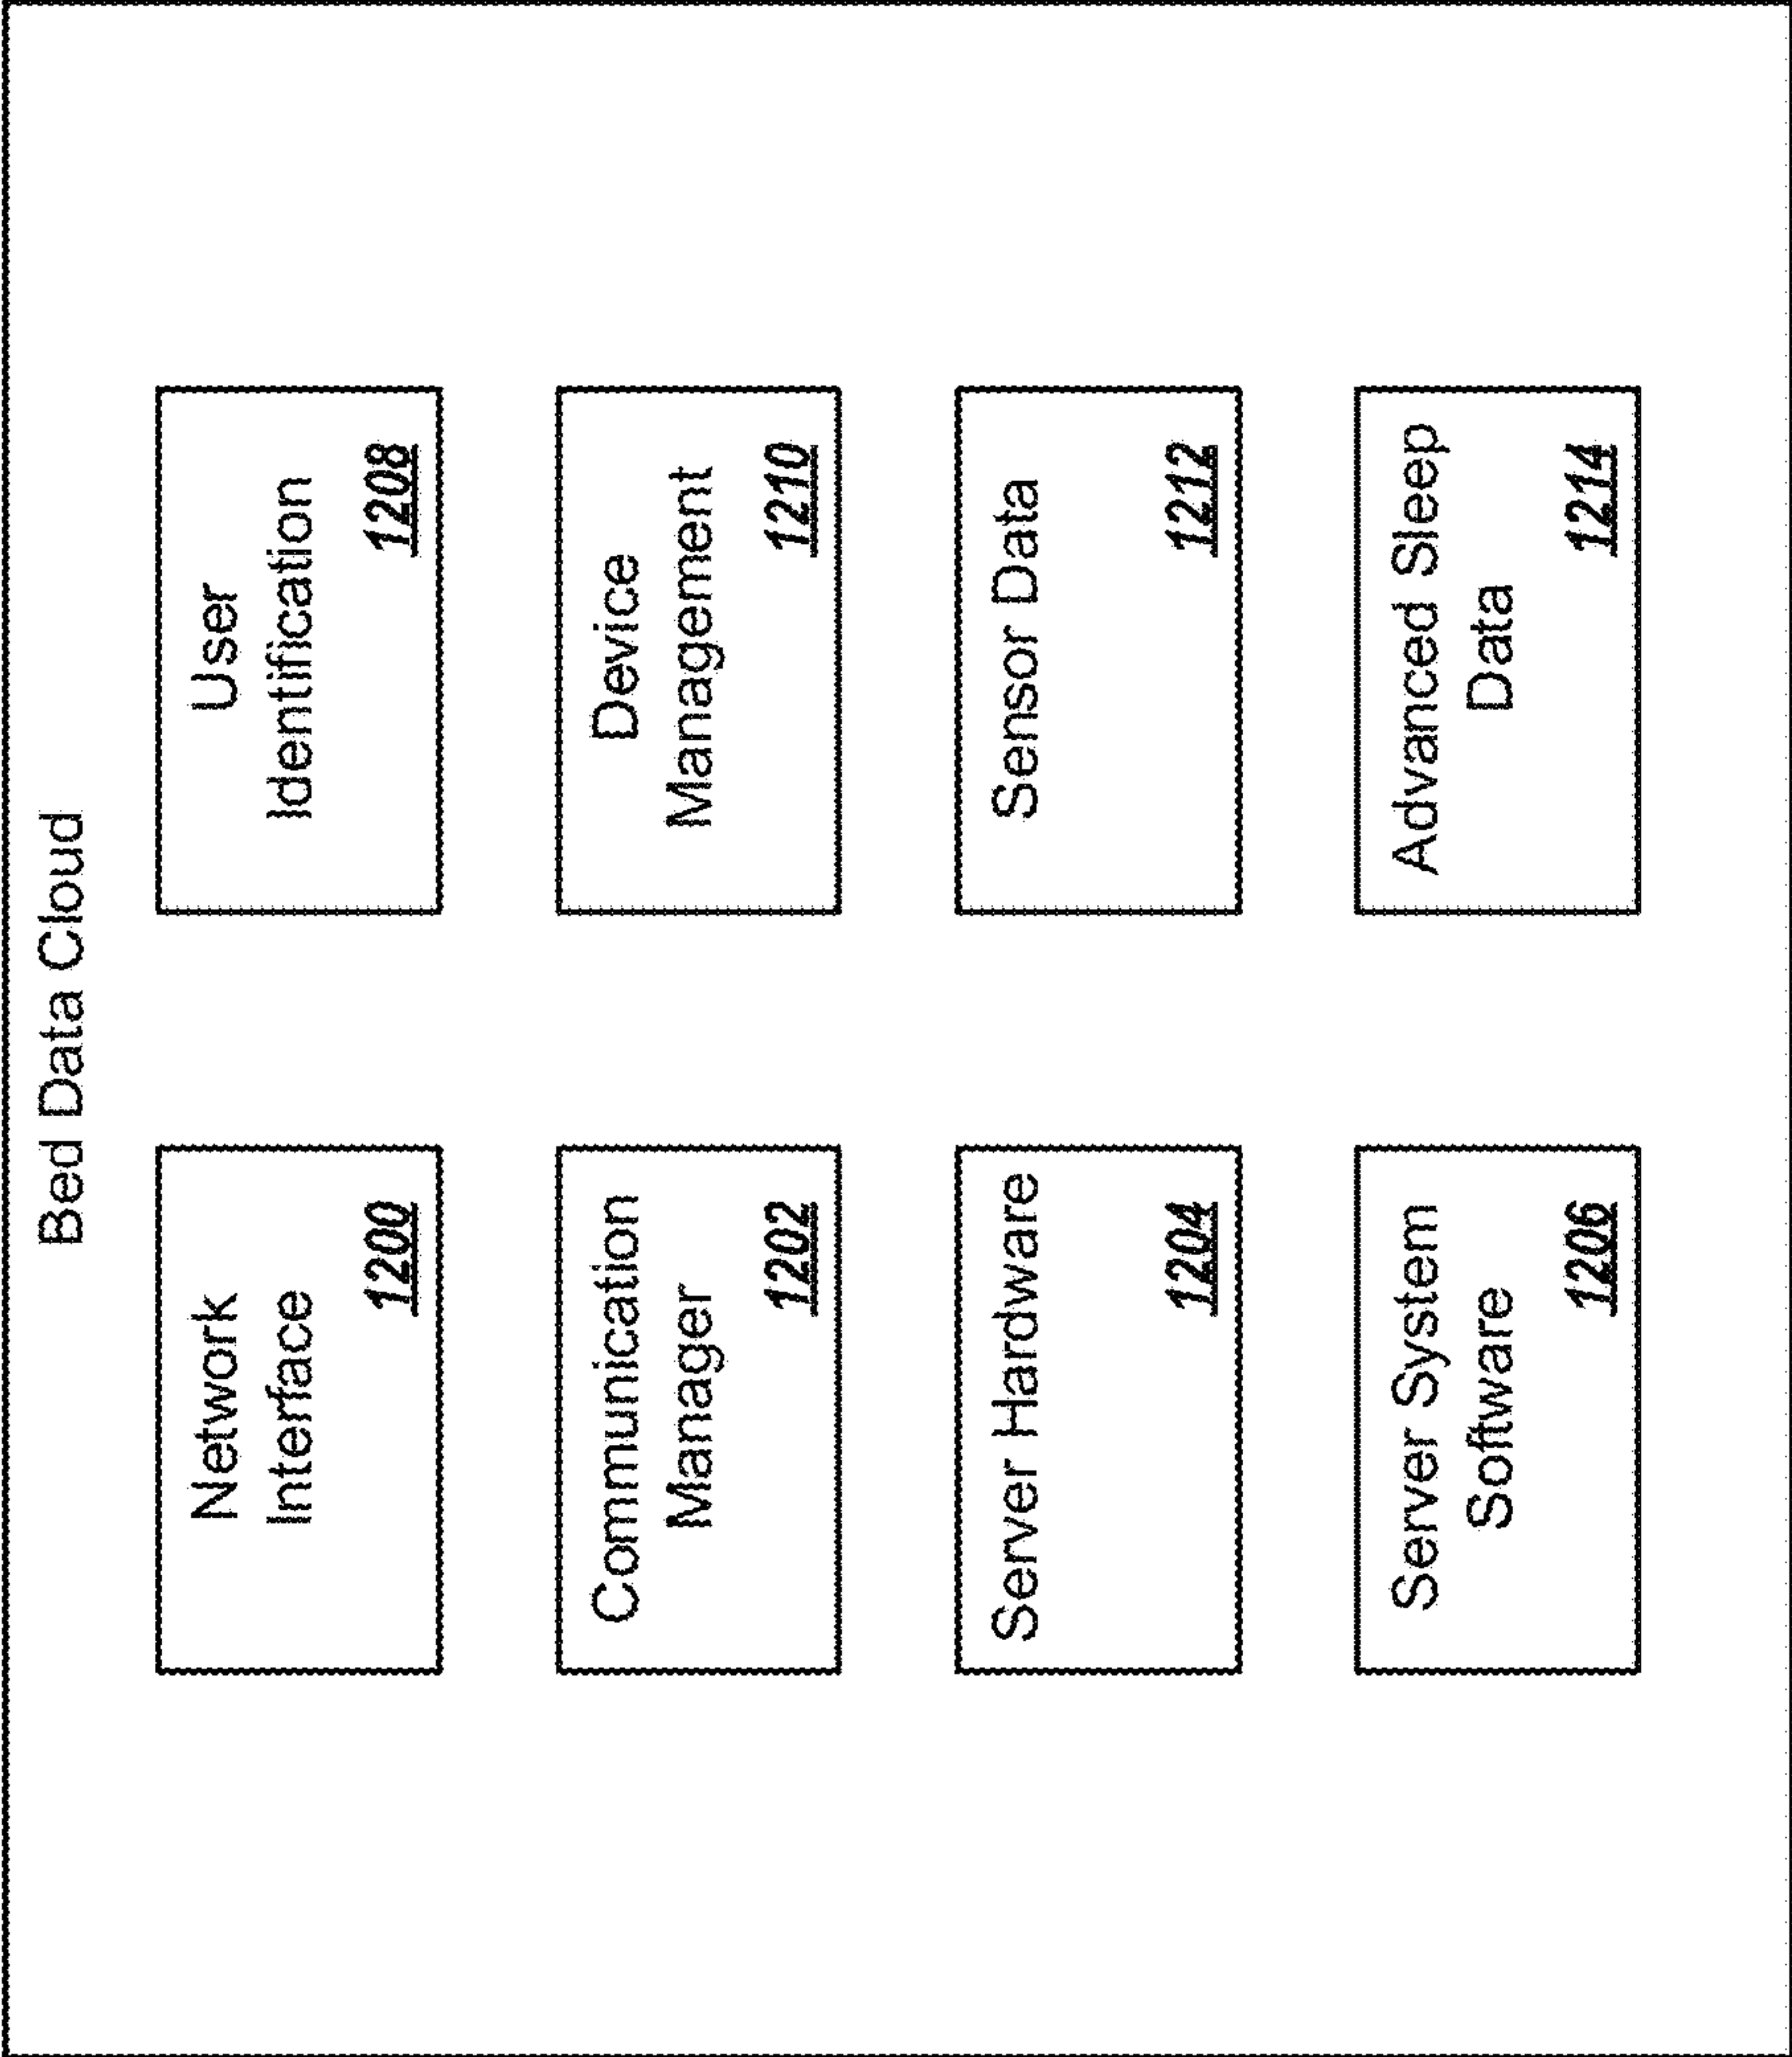 Bed Data Cloud
Network
Interface
1200
User
Identification
1208
Communication
Manager
1202
Device
Management
1210
Server Hardware
1204
Sensor Data
1212
Server System
Software
1206
Advanced Sleep
Data
1214